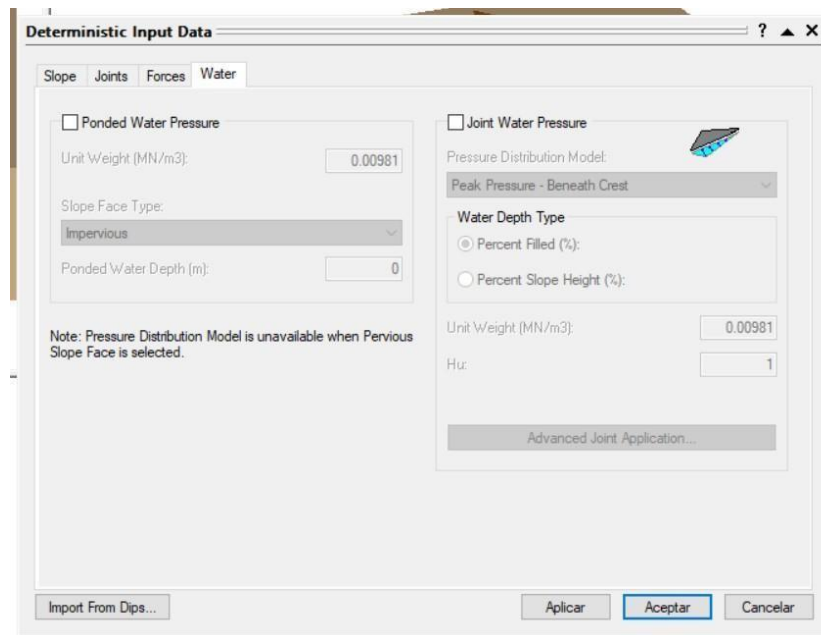 Deterministic Input Data
Slope Joints Forces Water
Ponded Water Pressure
Unit Weight (MN/m3): 0.00981
Slope Face Type:
Impervious
Ponded Water Depth (m): 0
Note: Pressure Distribution Model is unavailable when Pervious
Slope Face is selected.
Joint Water Pressure
Pressure Distribution Model:
Peak Pressure - Beneath Crest
Water Depth Type
Percent Filled (%):
Percent Slope Height (%):
Unit Weight (MN/m3): 0.00981
Hu: 1
Advanced Joint Application...
Import From Dips... Aplicar Aceptar Cancelar